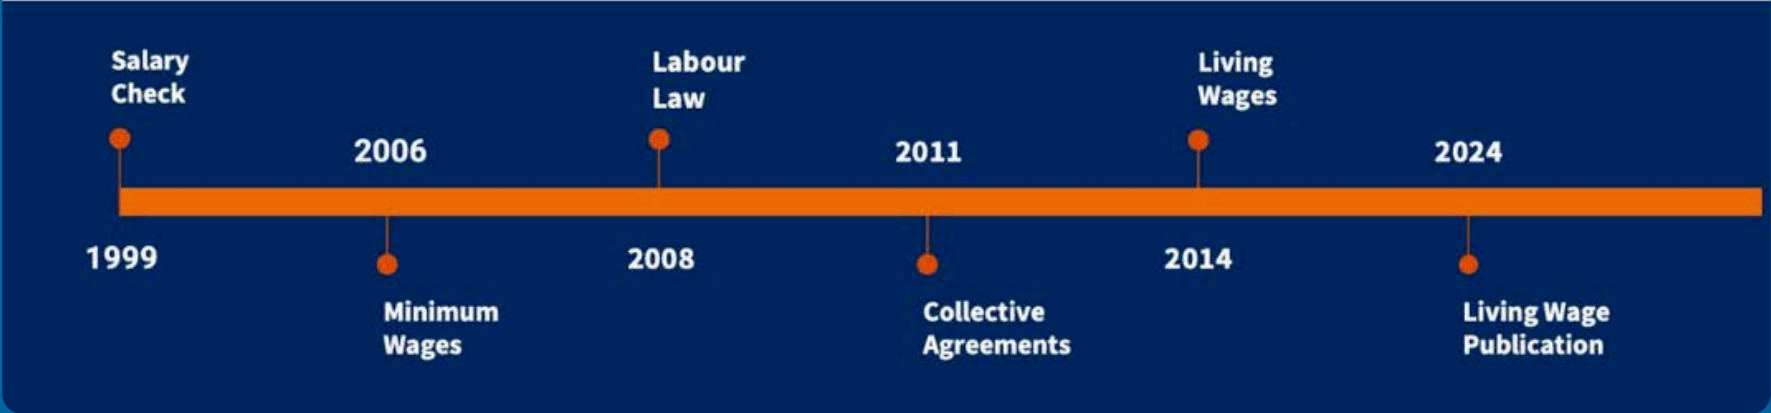 Salary
Check
1999
2006
Minimum
Wages
Labour
Law
2008
2011
Collective
Agreements
Living
Wages
2014
2024
Living Wage
Publication